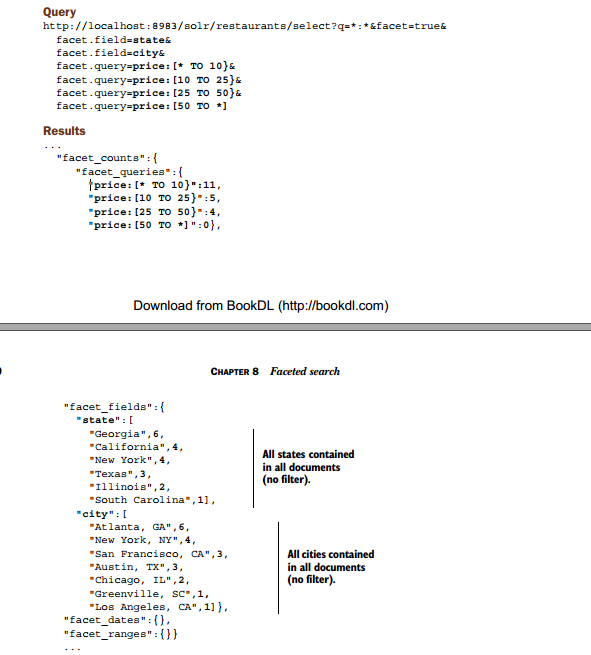 Query
http://localhost:8983/solr/restaurants/select?q=*:*&facet=true&
facet.field=state&
facet.field=city&
facet.query=price:[* TO 10}&
facet.query=price:[10 TO 25}&
facet.query=price:[25 TO 50}&
facet.query=price:[50 TO *]
Results
...
"facet_counts":{
"facet_queries":{
"price:[* TO 10}":11,
"price:[10 TO 25}":5,
"price:[25 TO 50}":4,
"price:[50 TO *]":0},
Download from BookDL (http://bookdl.com)
CHAPTER 8 Faceted search
"facet_fields":{
"state":[
"Georgia",6,
"California",4,
"New York",4,
"Texas",3,
"Illinois",2,
"South Carolina",1],
All states contained
in all documents
(no filter).
"city":[
"Atlanta, GA",6,
"New York, NY",4,
"San Francisco, CA",3,
"Austin, TX",3,
"Chicago, IL",2,
"Greenville, SC",1,
"Los Angeles, CA",1]},
All cities contained
in all documents
(no filter).
"facet_dates":{},
"facet_ranges":{}}
...